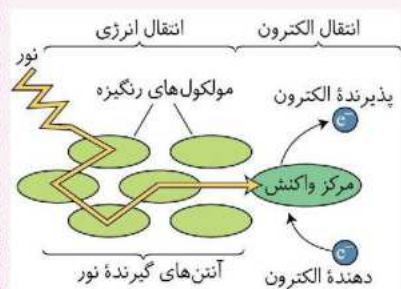 انتقال الکترون
انتقال انرژی
نور
مولکول‌های رنگیزه
پذیرندهٔ الکترون
e⁻
مرکز واکنش
e⁻
دهندهٔ الکترون
آنتن‌های گیرندهٔ نور